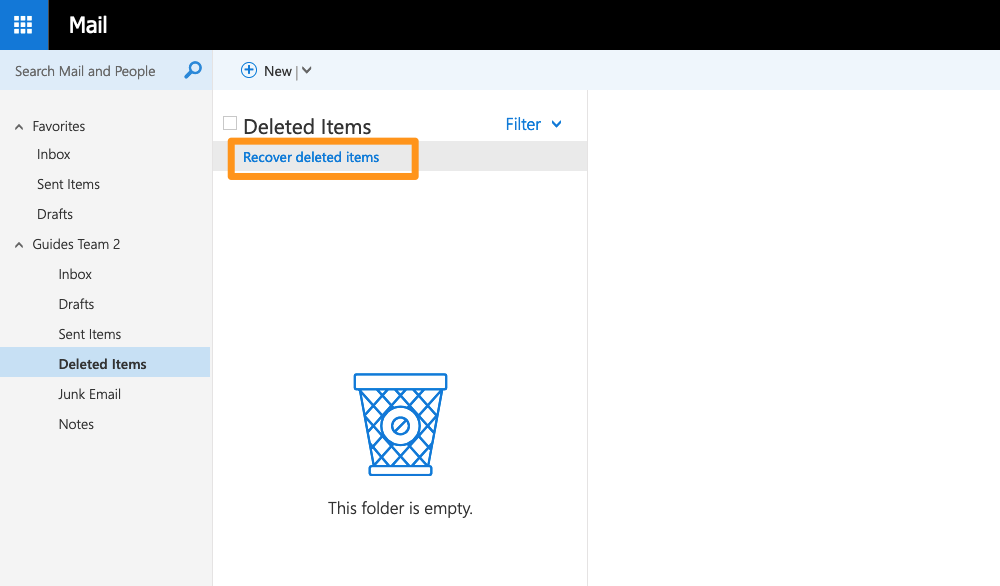 Mail
Search Mail and People
New
Favorites
Inbox
Sent Items
Drafts
Guides Team 2
Inbox
Drafts
Sent Items
Deleted Items
Junk Email
Notes
Deleted Items
Filter
Recover deleted items
This folder is empty.